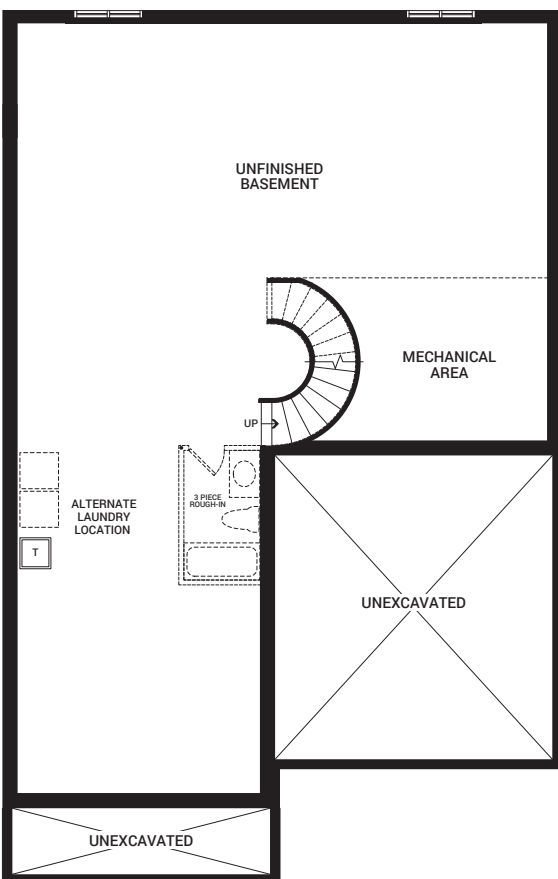 UNFINISHED
BASEMENT
MECHANICAL
AREA
UP
3 PIECE
ROUGH-IN
ALTERNATE
LAUNDRY
LOCATION
T
UNEXCAVATED
UNEXCAVATED